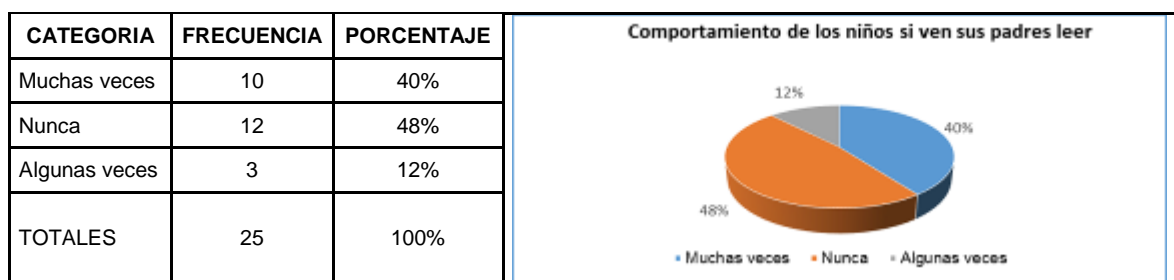 CATEGORIA FRECUENCIA PORCENTAJE
Muchas veces 10 40%
Nunca 12 48%
Algunas veces 3 12%
TOTALES 25 100%
Comportamiento de los niños si ven sus padres leer
12%
40%
48%
Muchas veces Nunca Algunas veces